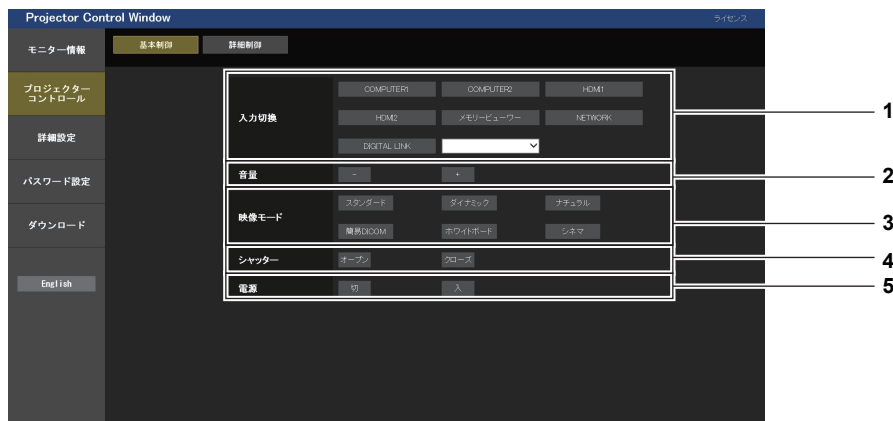 Projector Control Window
ライセンス
モニター情報
基本制御
詳細制御
プロジェクター
コントロール
詳細設定
パスワード設定
ダウンロード
English
入力切換
COMPUTER1
COMPUTER2
HDMI1
HDMI2
メモリービューワー
NETWORK
DIGITAL LINK
1
音量
-
+
2
映像モード
スタンダード
ダイナミック
ナチュラル
簡易DICOM
ホワイトボード
シネマ
3
シャッター
オープン
クローズ
4
電源
切
入
5